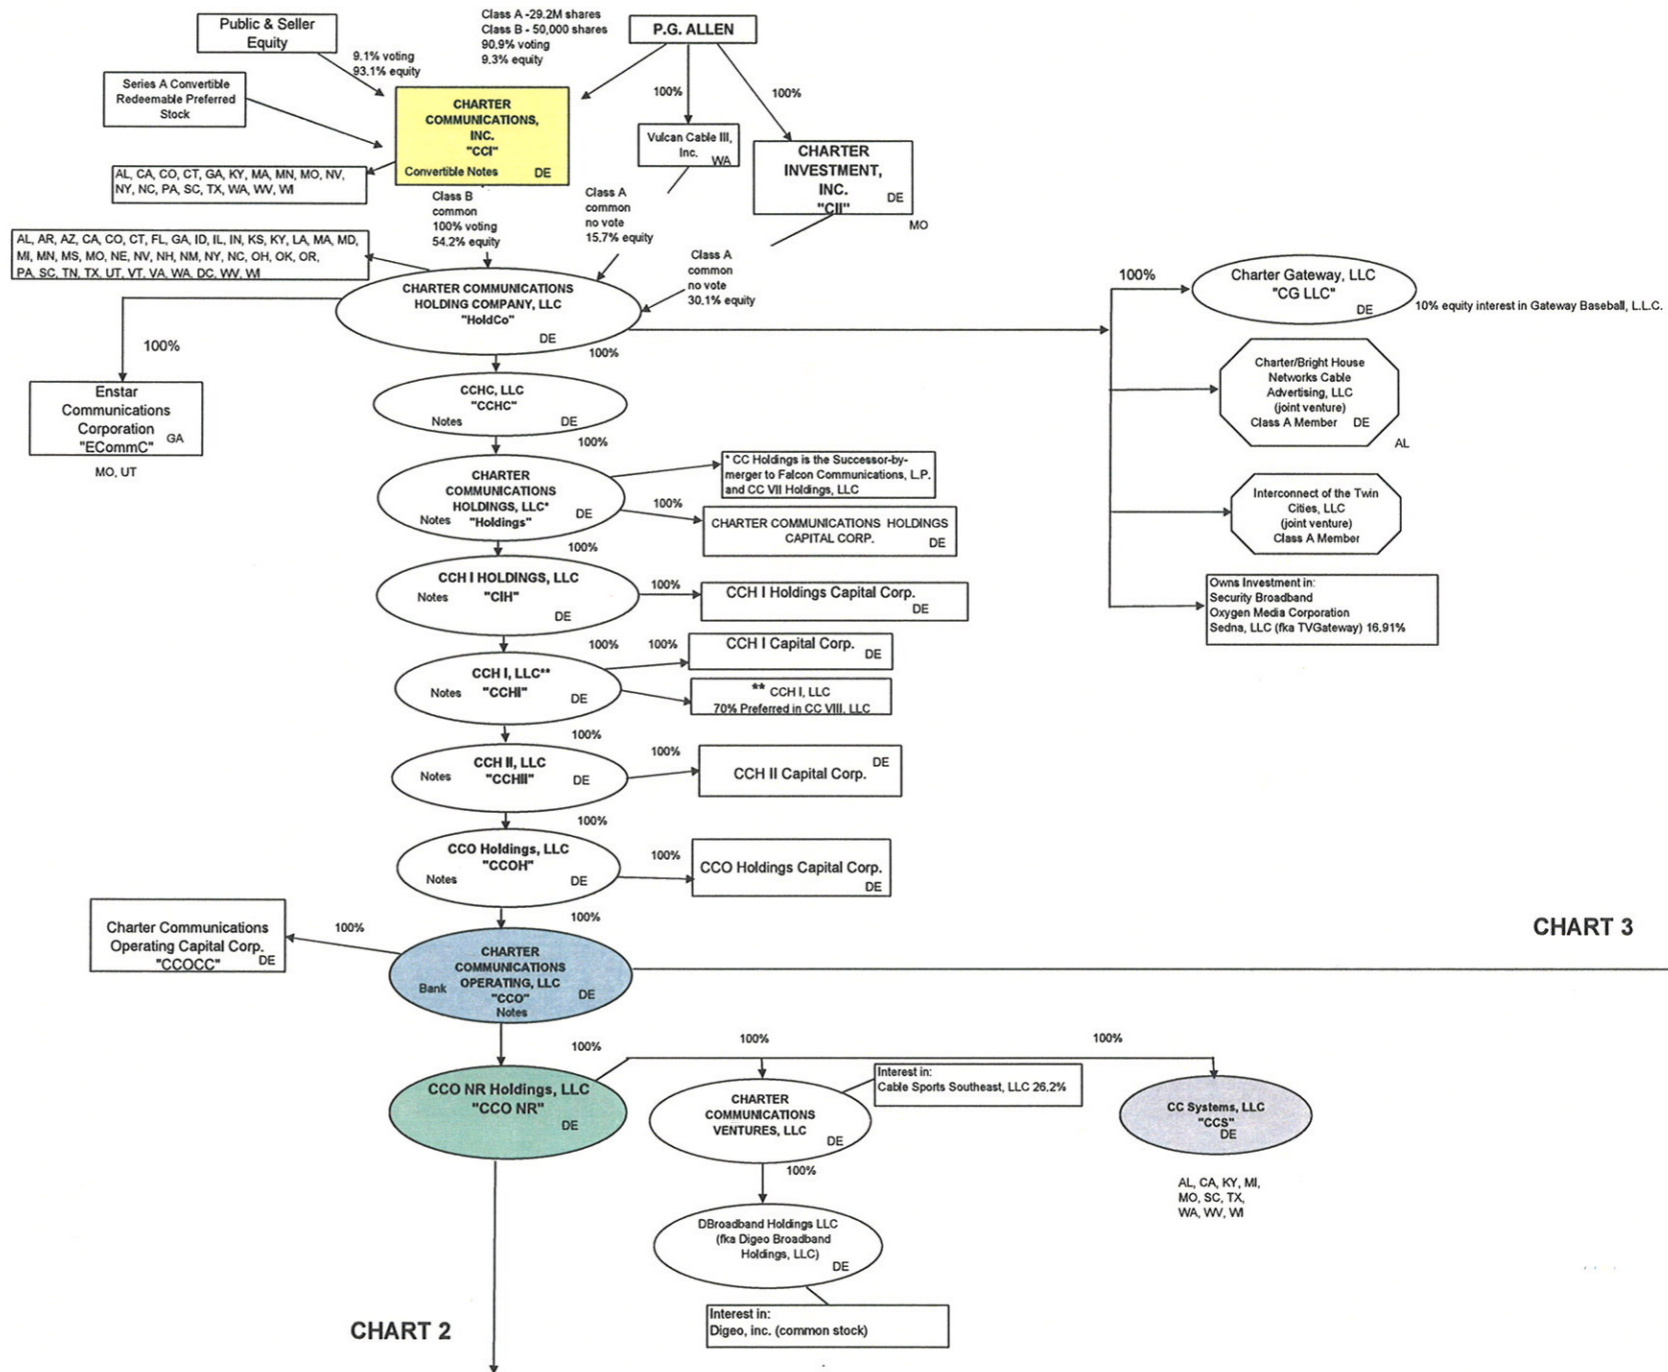 Public & Seller
Equity
9.1% voting
93.1% equity
Class A -29.2M shares
Class B - 50,000 shares
90.9% voting
9.3% equity
P.G. ALLEN
Series A Convertible
Redeemable Preferred
Stock
CHARTER
COMMUNICATIONS,
INC.
"CCI"
Convertible Notes DE
100%
100%
Vulcan Cable III,
Inc.
WA
CHARTER
INVESTMENT,
INC.
"CII"
DE
MO
AL, CA, CO, CT, GA, KY, MA, MN, MO, NV,
NY, NC, PA, SC, TX, WA, WV, WI
Class B
common
100% voting
54.2% equity
Class A
common
no vote
15.7% equity
Class A
common
no vote
30.1% equity
AL, AR, AZ, CA, CO, CT, FL, GA, ID, IL, IN, KS, KY, LA, MA, MD,
MI, MN, MS, MO, NE, NV, NH, NM, NY, NC, OH, OK, OR,
PA, SC, TN, TX, UT, VT, VA, WA, DC, WV, WI
CHARTER COMMUNICATIONS
HOLDING COMPANY, LLC
"HoldCo"
DE
100%
100%
Charter Gateway, LLC
"CG LLC"
DE
10% equity interest in Gateway Baseball, L.L.C.
100%
Enstar
Communications
Corporation
"ECommC"
GA
MO, UT
CCHC, LLC
"CCHC"
Notes DE
100%
Charter/Bright House
Networks Cable
Advertising, LLC
(joint venture)
Class A Member DE
AL
CHARTER
COMMUNICATIONS
HOLDINGS, LLC*
Notes "Holdings"
DE
* CC Holdings is the Successor-by-
merger to Falcon Communications, L.P.
and CC VII Holdings, LLC
100%
CHARTER COMMUNICATIONS HOLDINGS
CAPITAL CORP.
DE
Interconnect of the Twin
Cities, LLC
(joint venture)
Class A Member
100%
CCH I HOLDINGS, LLC
Notes "CIH"
DE
100%
CCH I Holdings Capital Corp.
DE
Owns Investment in:
Security Broadband
Oxygen Media Corporation
Sedna, LLC (fka TVGateway) 16.91%
100%
100%
CCH I Capital Corp.
DE
CCH I, LLC**
Notes "CCHI"
DE
** CCH I, LLC
70% Preferred in CC VIII, LLC
100%
CCH II, LLC
Notes "CCHII" DE
100%
DE
CCH II Capital Corp.
100%
CCO Holdings, LLC
"CCOH"
Notes DE
100%
CCO Holdings Capital Corp.
DE
100%
Charter Communications
Operating Capital Corp.
"CCOCC"
DE
100%
CHARTER
COMMUNICATIONS
OPERATING, LLC
Bank "CCO" DE
Notes
CHART 3
100%
100%
100%
CCO NR Holdings, LLC
"CCO NR"
DE
CHARTER
COMMUNICATIONS
VENTURES, LLC
DE
Interest in:
Cable Sports Southeast, LLC 26.2%
CC Systems, LLC
"CCS"
DE
AL, CA, KY, MI,
MO, SC, TX,
WA, WV, WI
100%
DBroadband Holdings LLC
(fka Digeo Broadband
Holdings, LLC)
DE
Interest in:
Digeo, inc. (common stock)
CHART 2